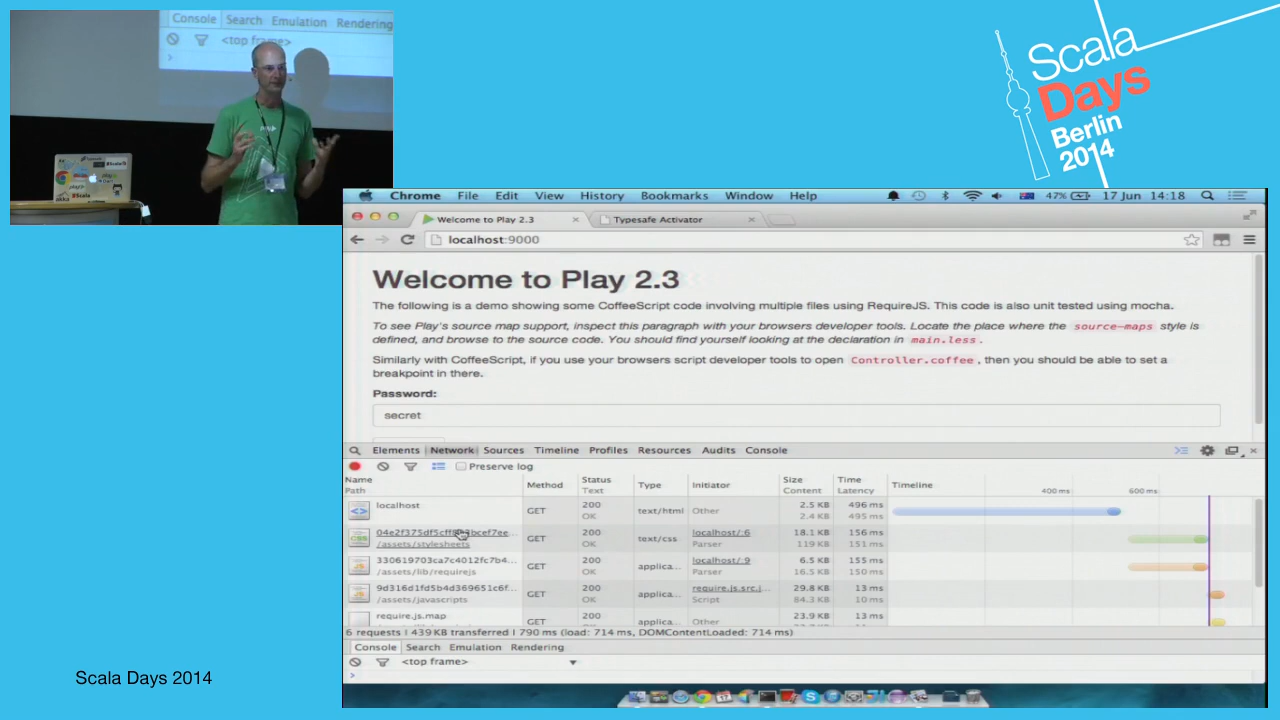 Console Search Emulation Rendering
<top frame>
Scala
Days
Berlin
2014
Chrome File Edit View History Bookmarks Window Help 47% 17 Jun 14:18
Welcome to Play 2.3 Typesafe Activator
localhost:9000
Welcome to Play 2.3
The following is a demo showing some CoffeeScript code involving multiple files using RequireJS. This code is also unit tested using mocha.
To see Play's source map support, inspect this paragraph with your browsers developer tools. Locate the place where the source-maps style is
defined, and browse to the source code. You should find yourself looking at the declaration in main.less.
Similarly with CoffeeScript, if you use your browsers script developer tools to open Controller.coffee, then you should be able to set a
breakpoint in there.
Password:
secret
Elements Network Sources Timeline Profiles Resources Audits Console
Preserve log
Name Method Status Type Initiator Size Time Timeline
Path Text Content Latency 400 ms 600 ms
localhost GET 200 text/html Other 2.5 KB 496 ms
OK 2.4 KB 495 ms
GET 200 text/css localhost/:6 18.1 KB 156 ms
/assets/stylesheets OK Parser 119 KB 151 ms
330619703ca7c4012fc7b4... GET 200 applica... localhost/:9 6.5 KB 155 ms
/assets/lib/requirejs OK Parser 16.5 KB 150 ms
9d316d1fd5b4d369651c6f... GET 200 applica... require.js.src.j... 29.8 KB 13 ms
/assets/javascripts OK Script 84.3 KB 10 ms
require.js.map GET 200 applica... Other 23.9 KB 13 ms
6 requests | 439 KB transferred | 790 ms (load: 714 ms, DOMContentLoaded: 714 ms)
Console Search Emulation Rendering
<top frame>
Scala Days 2014